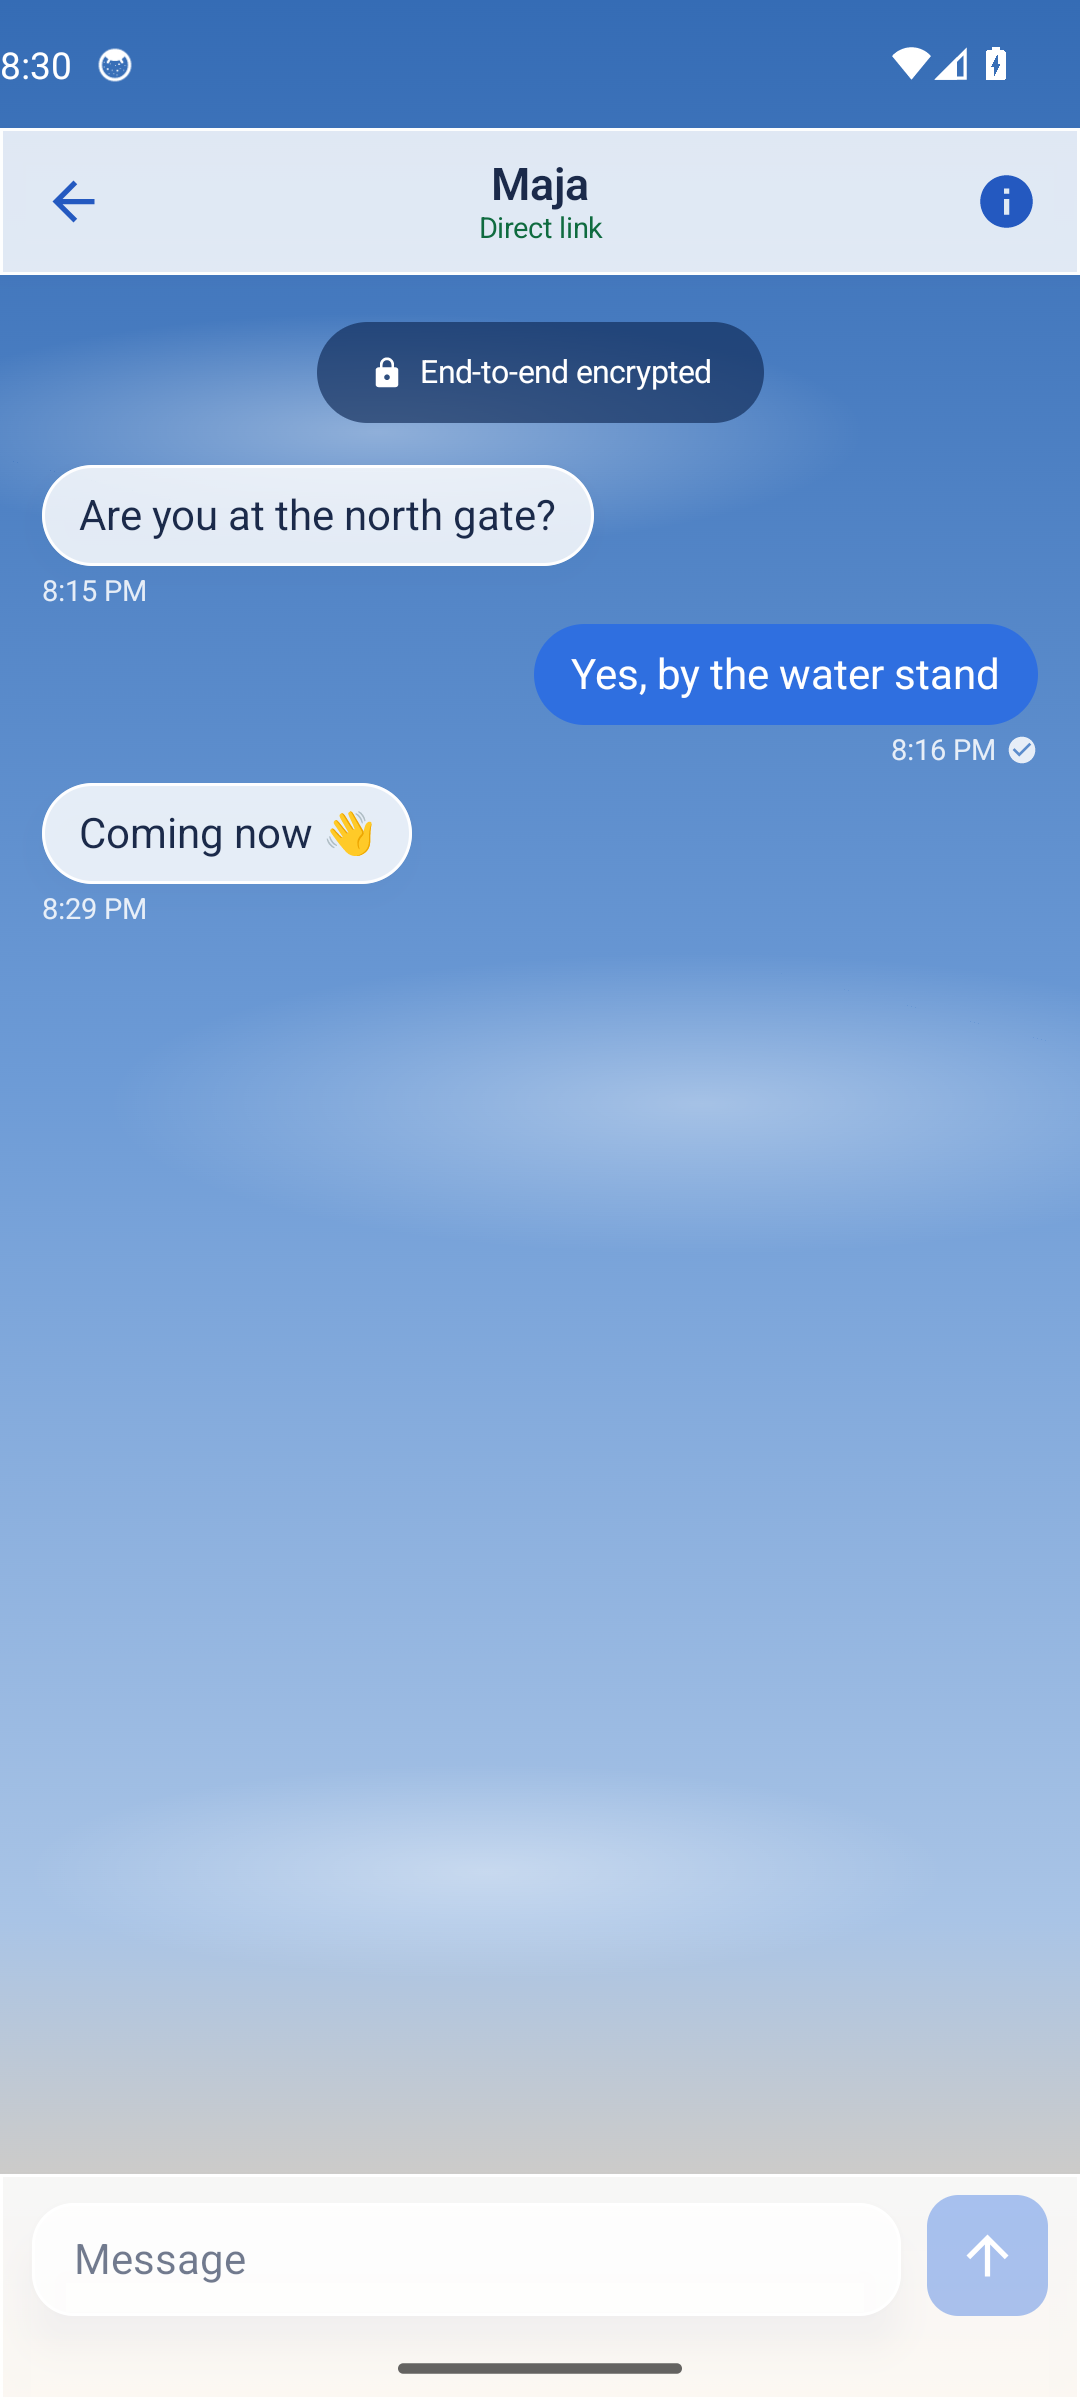 8:30
Maja
Direct link
End-to-end encrypted
Are you at the north gate?
8:15 PM
Yes, by the water stand
8:16 PM
Coming now 👋
8:29 PM
Message